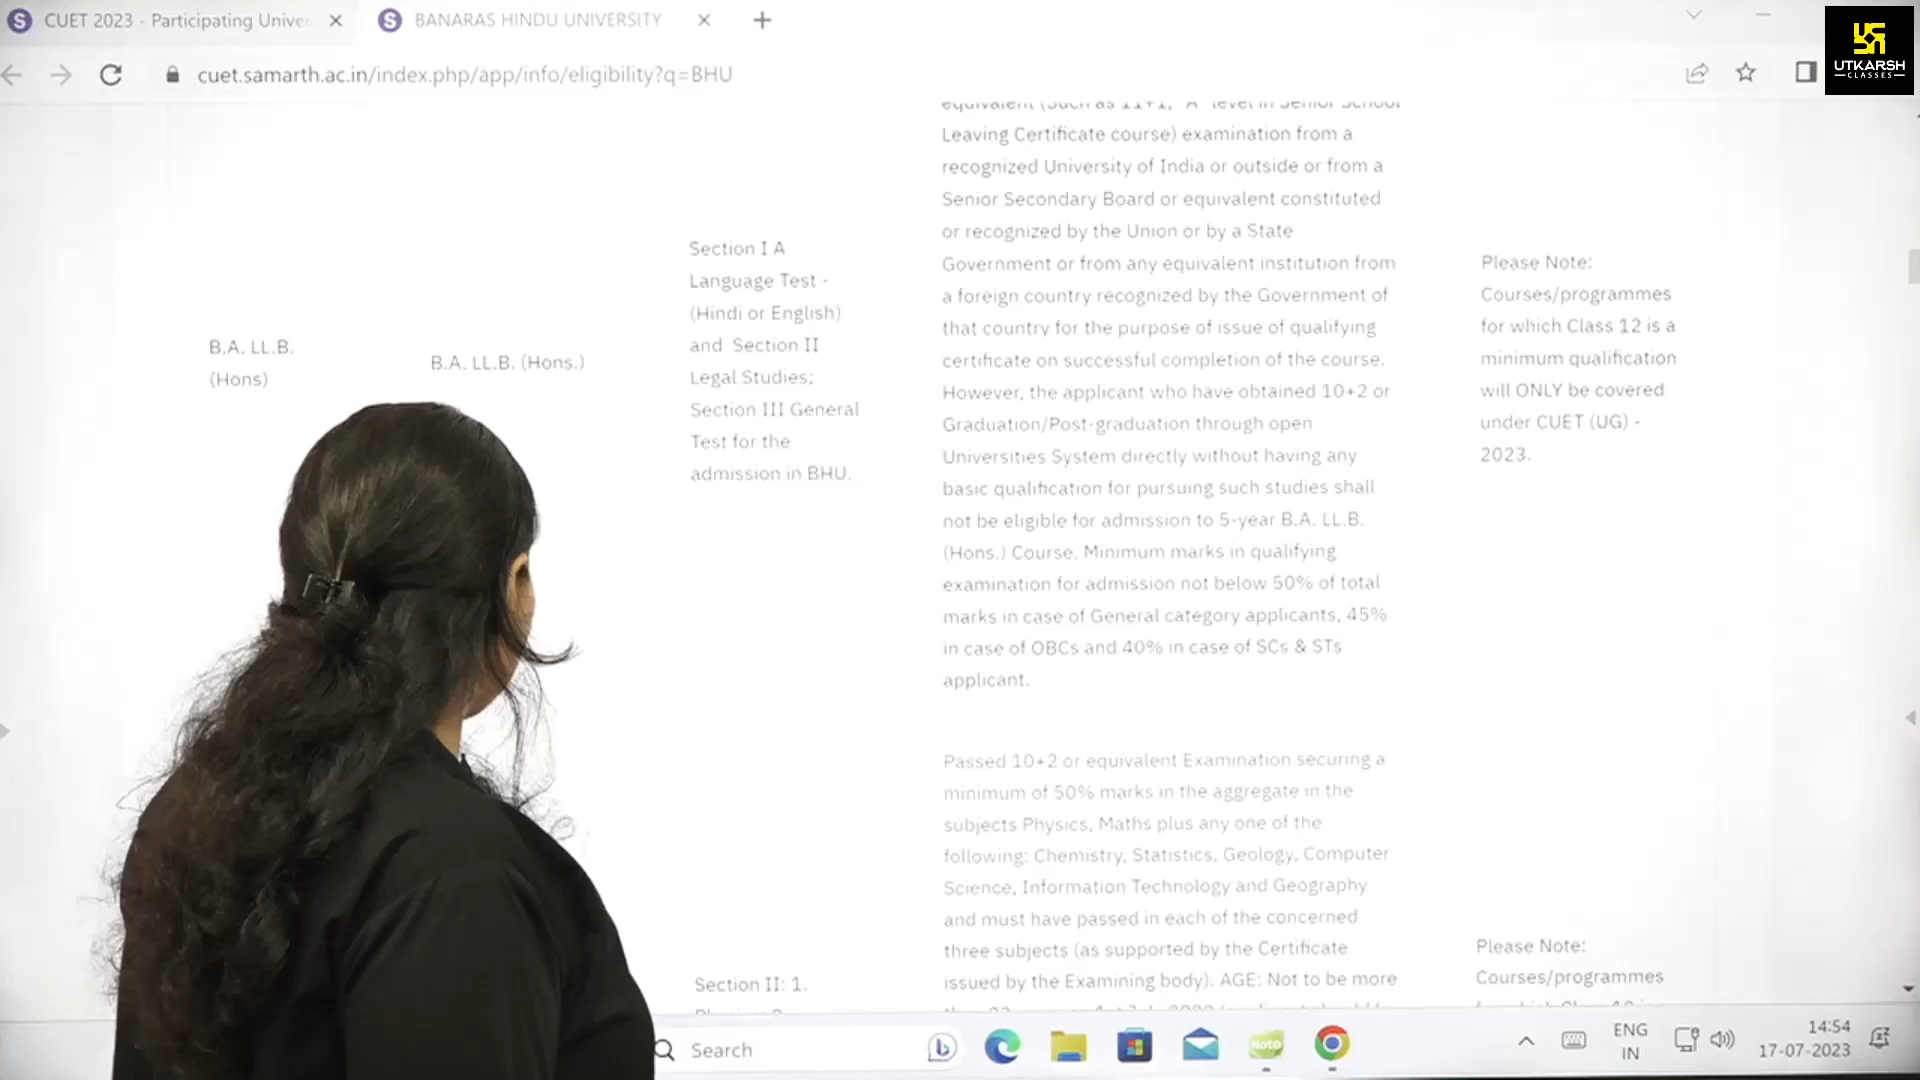 CUET 2023 - Participating Univer
BANARAS HINDU UNIVERSITY
cuet.samarth.ac.in/index.php/app/info/eligibility?q=BHU
UTKARSH
CLASSES
B.A. LL.B.
(Hons)
B.A. LL.B. (Hons.)
Section I A
Language Test -
(Hindi or English)
and Section II
Legal Studies;
Section III General
Test for the
admission in BHU.
equivalent (Such as 11+1, 'A' level in Senior School
Leaving Certificate course) examination from a
recognized University of India or outside or from a
Senior Secondary Board or equivalent constituted
or recognized by the Union or by a State
Government or from any equivalent institution from
a foreign country recognized by the Government of
that country for the purpose of issue of qualifying
certificate on successful completion of the course.
However, the applicant who have obtained 10+2 or
Graduation/Post-graduation through open
Universities System directly without having any
basic qualification for pursuing such studies shall
not be eligible for admission to 5-year B.A. LL.B.
(Hons.) Course. Minimum marks in qualifying
examination for admission not below 50% of total
marks in case of General category applicants, 45%
in case of OBCs and 40% in case of SCs & STs
applicant.
Please Note:
Courses/programmes
for which Class 12 is a
minimum qualification
will ONLY be covered
under CUET (UG) -
2023.
Section II: 1.
Passed 10+2 or equivalent Examination securing a
minimum of 50% marks in the aggregate in the
subjects Physics, Maths plus any one of the
following: Chemistry, Statistics, Geology, Computer
Science, Information Technology and Geography
and must have passed in each of the concerned
three subjects (as supported by the Certificate
issued by the Examining body). AGE: Not to be more
Please Note:
Courses/programmes
Search
Note
ENG
IN
14:54
17-07-2023